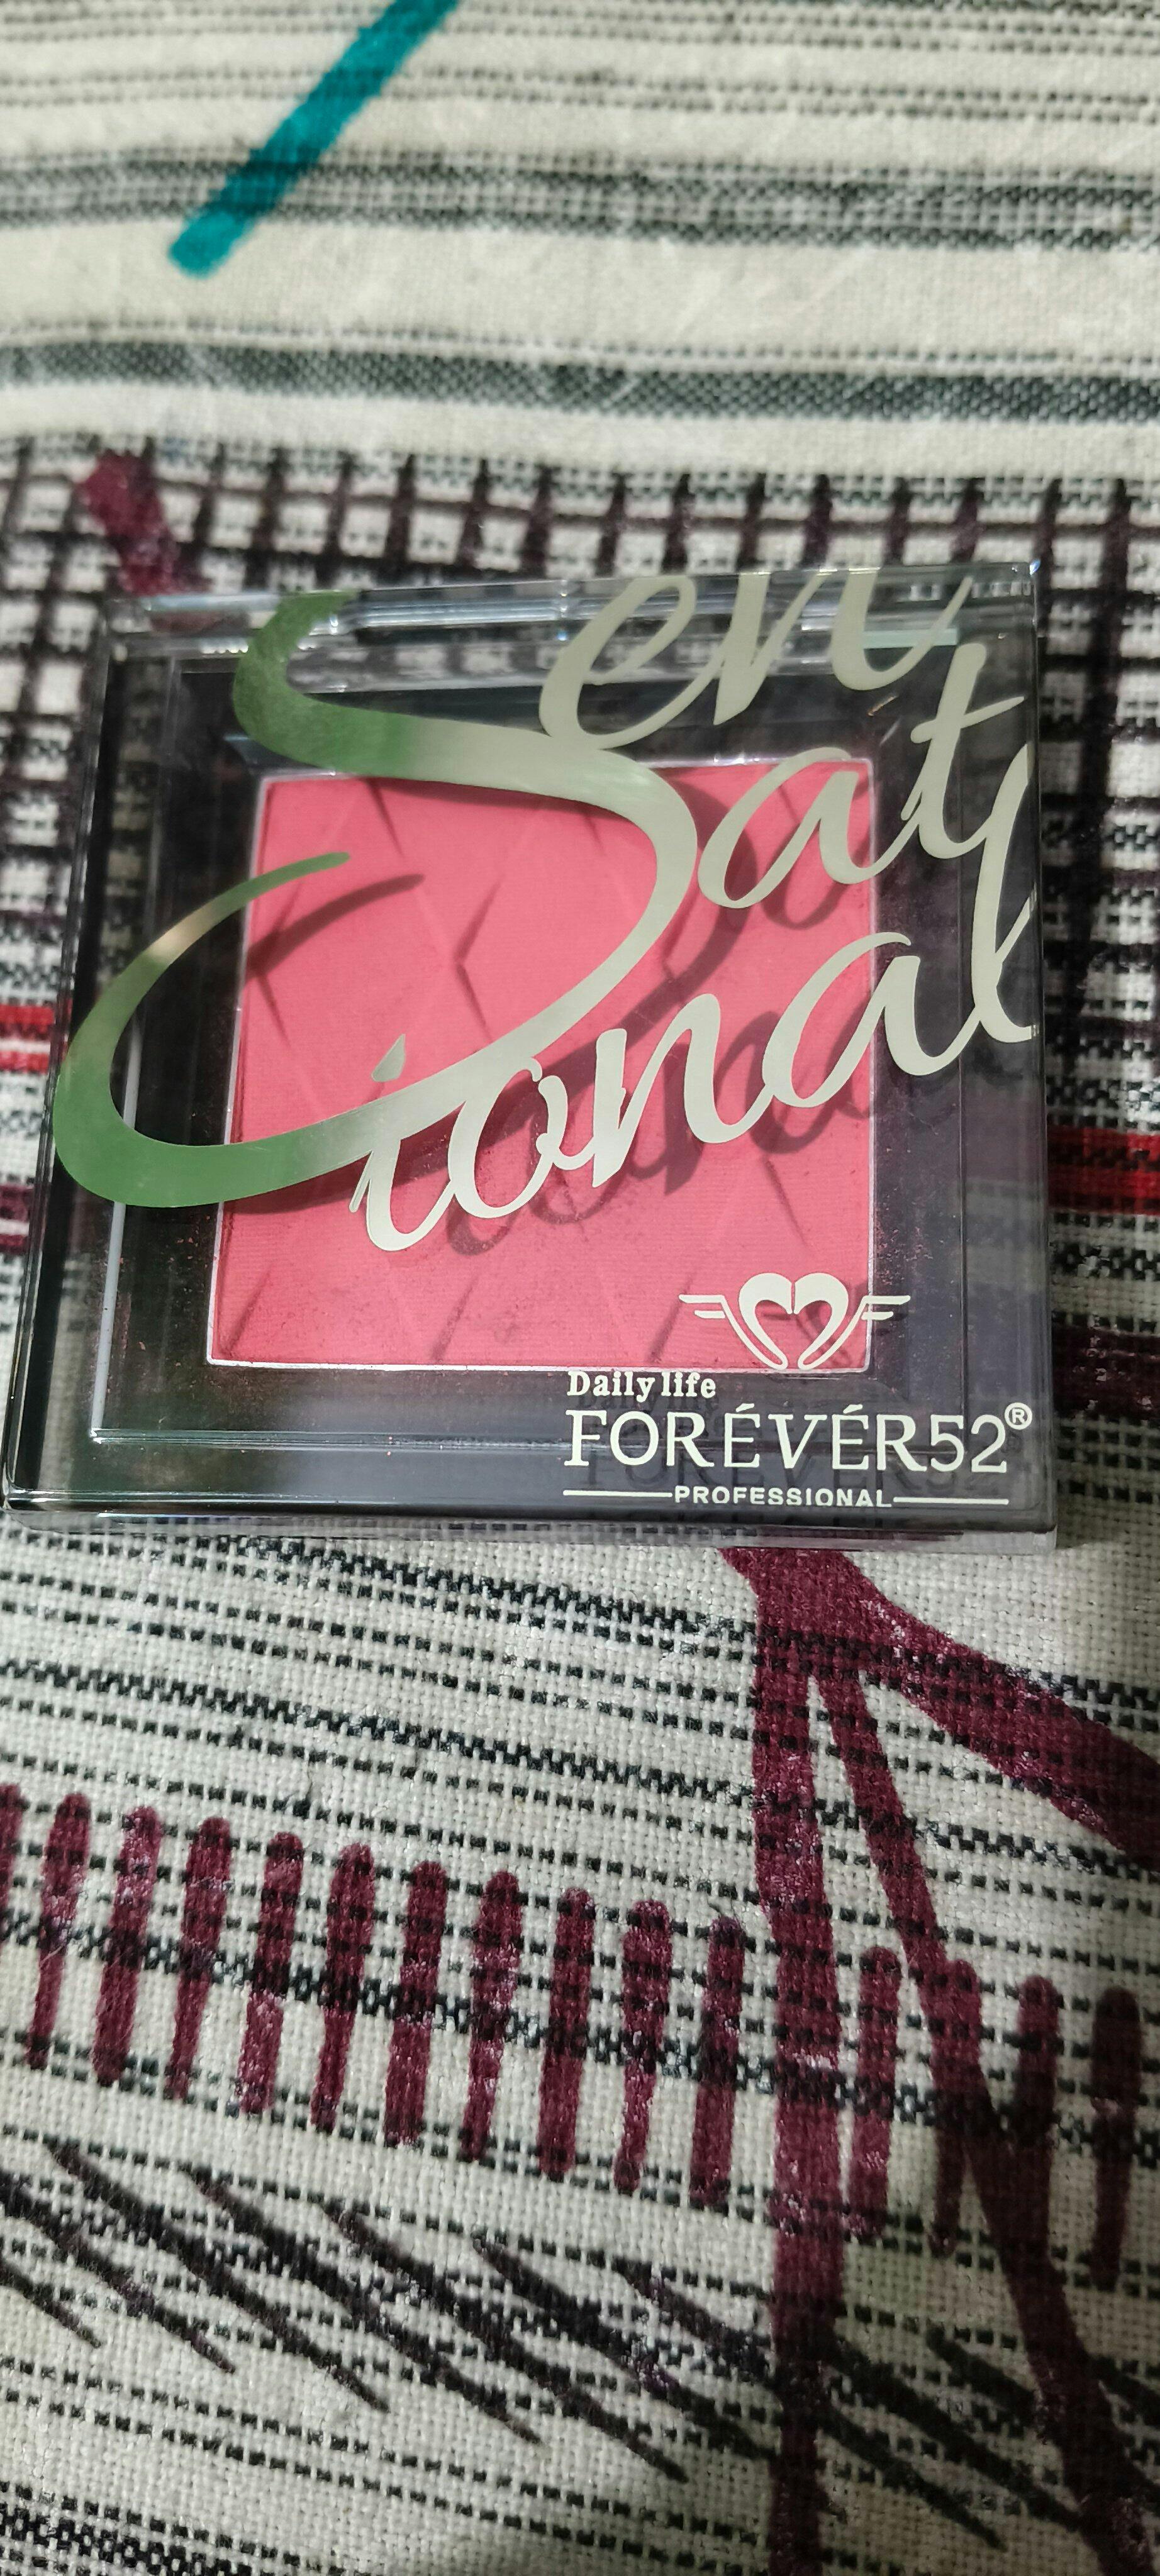 Sen
sat
ional
Daily life
FORÉVÉR52®
PROFESSIONAL